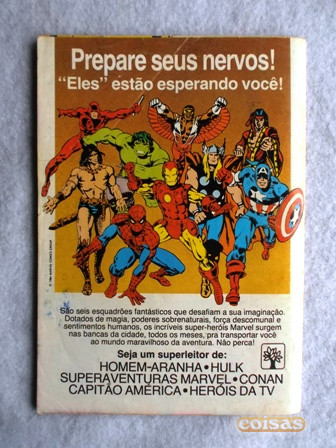 Prepare seus nervos!
“Eles” estão esperando você!
São seis esquadrões fantásticos que desafiam a sua imaginação.
Dotados de magia, poderes sobrenaturais, força descomunal e
sentimentos humanos, os incríveis super-heróis Marvel surgem
nas bancas da cidade, todos os meses, pra transportar você
ao mundo maravilhoso da aventura. Não perca!
Seja um superleitor de:
HOMEM-ARANHA • HULK
SUPERAVENTURAS MARVEL • CONAN
CAPITÃO AMÉRICA • HERÓIS DA TV
coisas